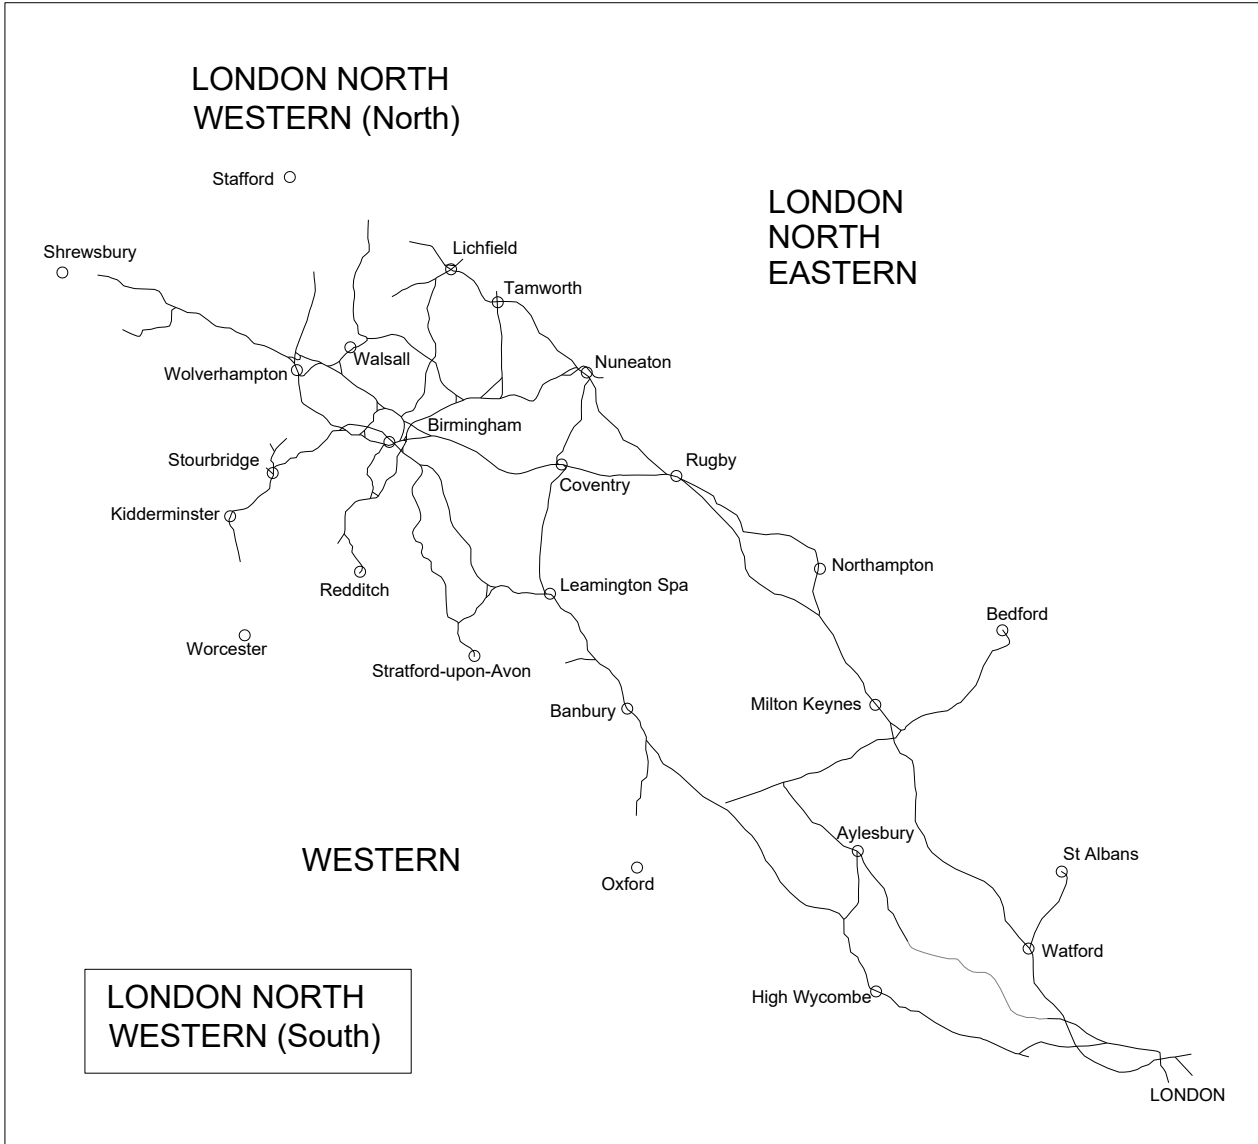 LONDON NORTH
WESTERN (North)
Stafford
LONDON
NORTH
EASTERN
Shrewsbury
Lichfield
Tamworth
Walsall
Nuneaton
Wolverhampton
Birmingham
Stourbridge
Rugby
Coventry
Kidderminster
Northampton
Redditch
Leamington Spa
Bedford
Worcester
Stratford-upon-Avon
Milton Keynes
Banbury
Aylesbury
WESTERN
St Albans
Oxford
Watford
High Wycombe
LONDON NORTH
WESTERN (South)
LONDON